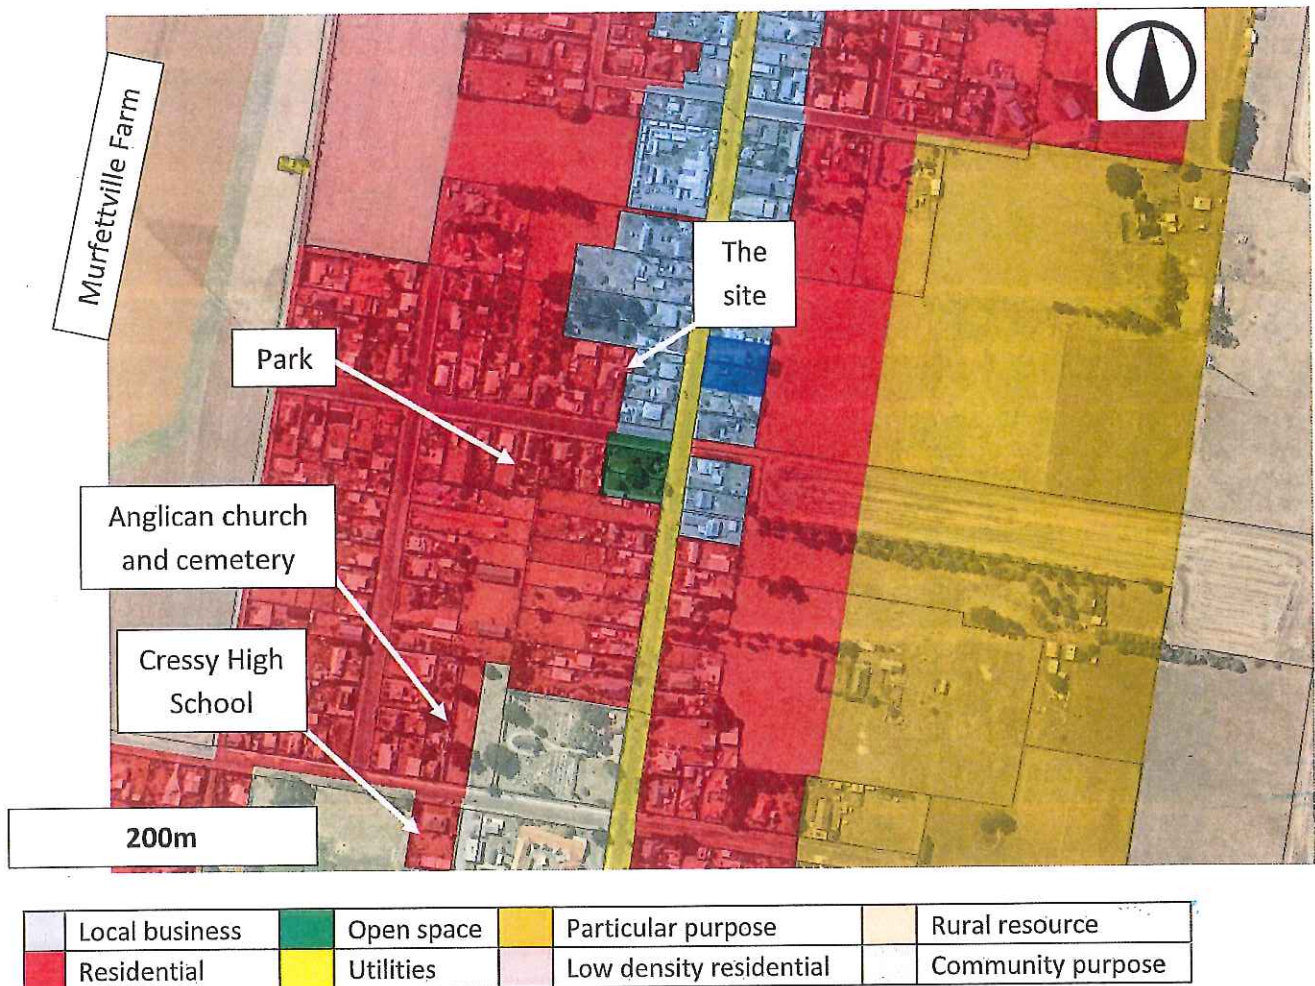 Murfettville Farm
The
site
Park
Anglican church
and cemetery
Cressy High
School
200m
Local business
Open space
Particular purpose
Rural resource
Residential
Utilities
Low density residential
Community purpose